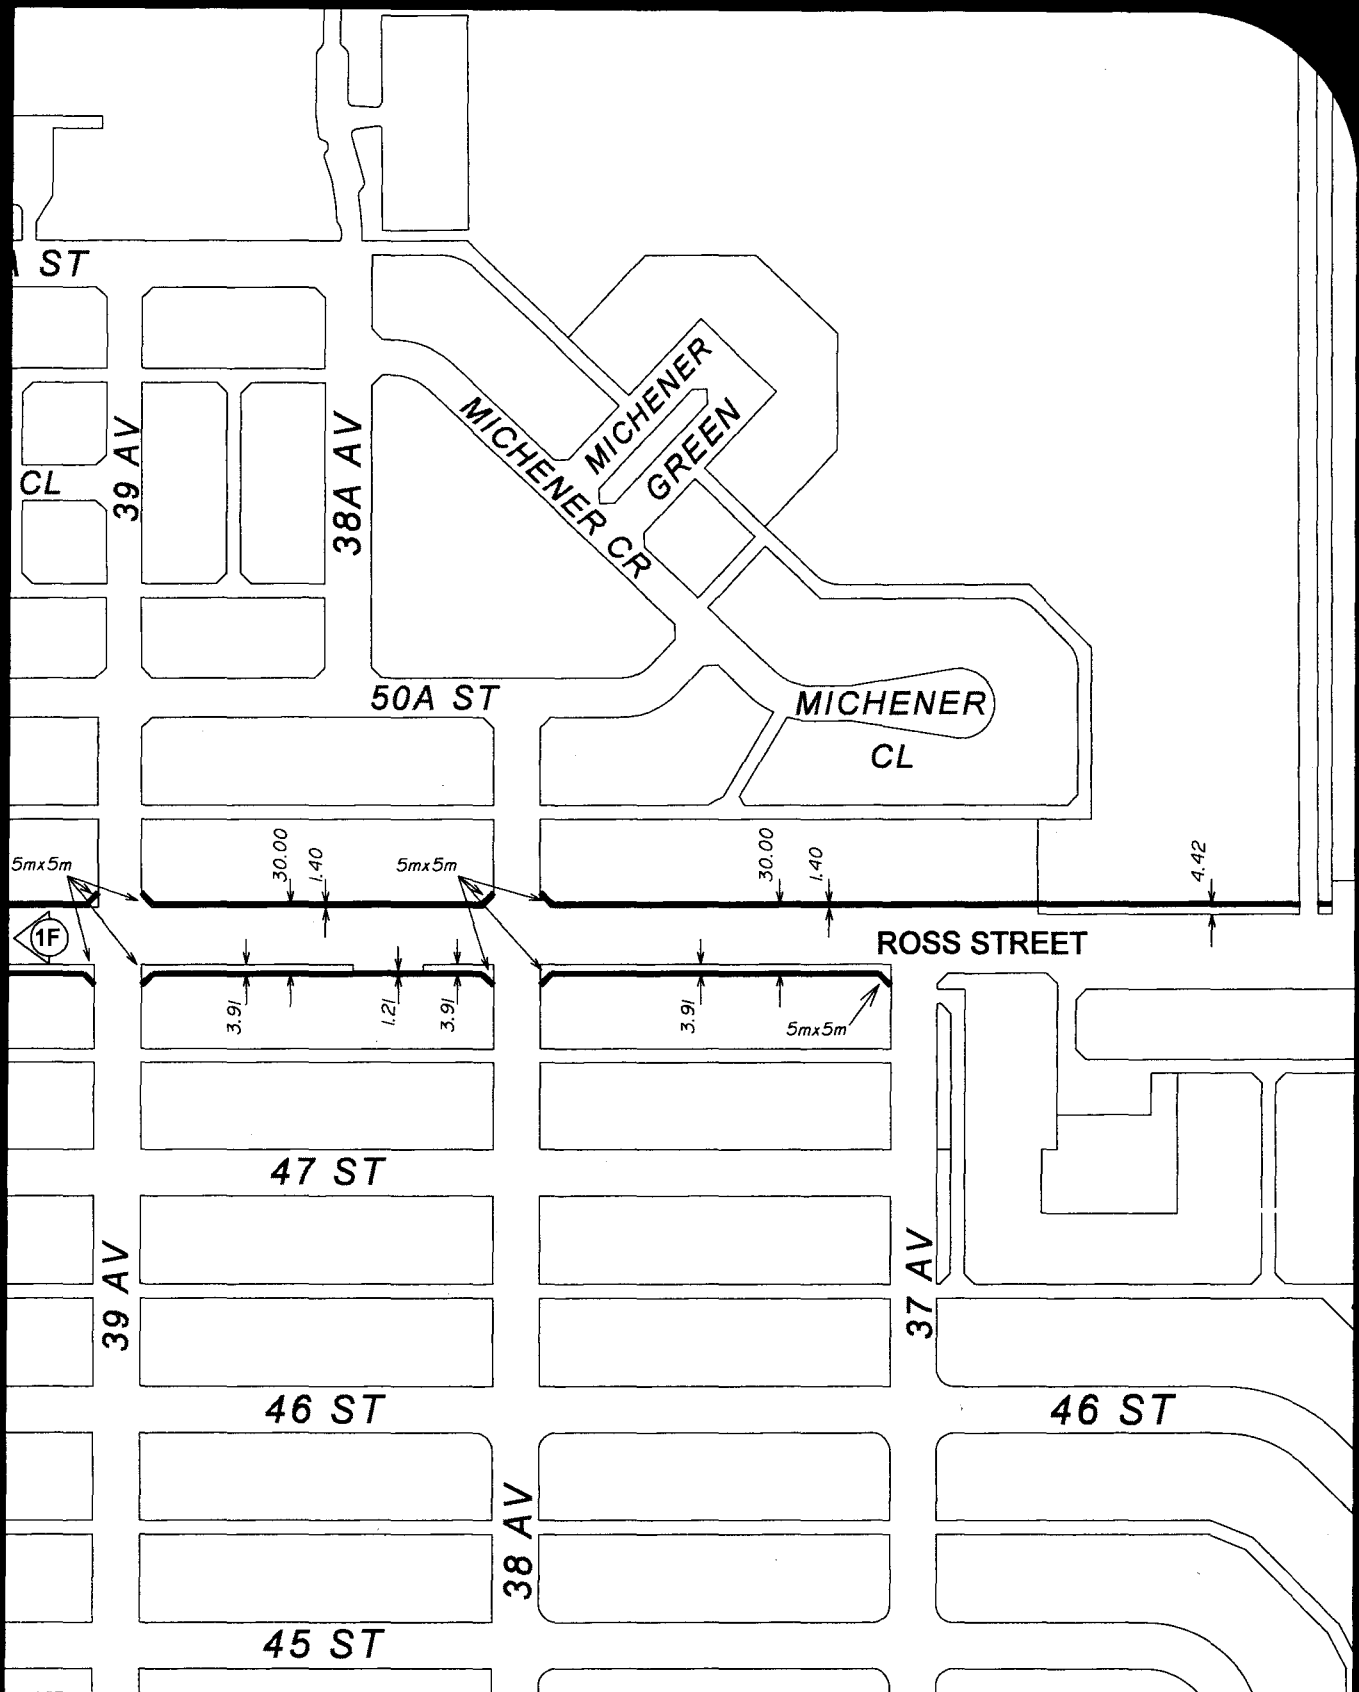 ST
MICHENER
GREEN
MICHENER CR
39 AV
38A AV
CL
50A ST
MICHENER
CL
30.00
1.40
30.00
1.40
4.42
5mx5m
5mx5m
1F
ROSS STREET
3.91
1.21
3.91
3.91
5mx5m
47 ST
39 AV
37 AV
46 ST
46 ST
38 AV
45 ST